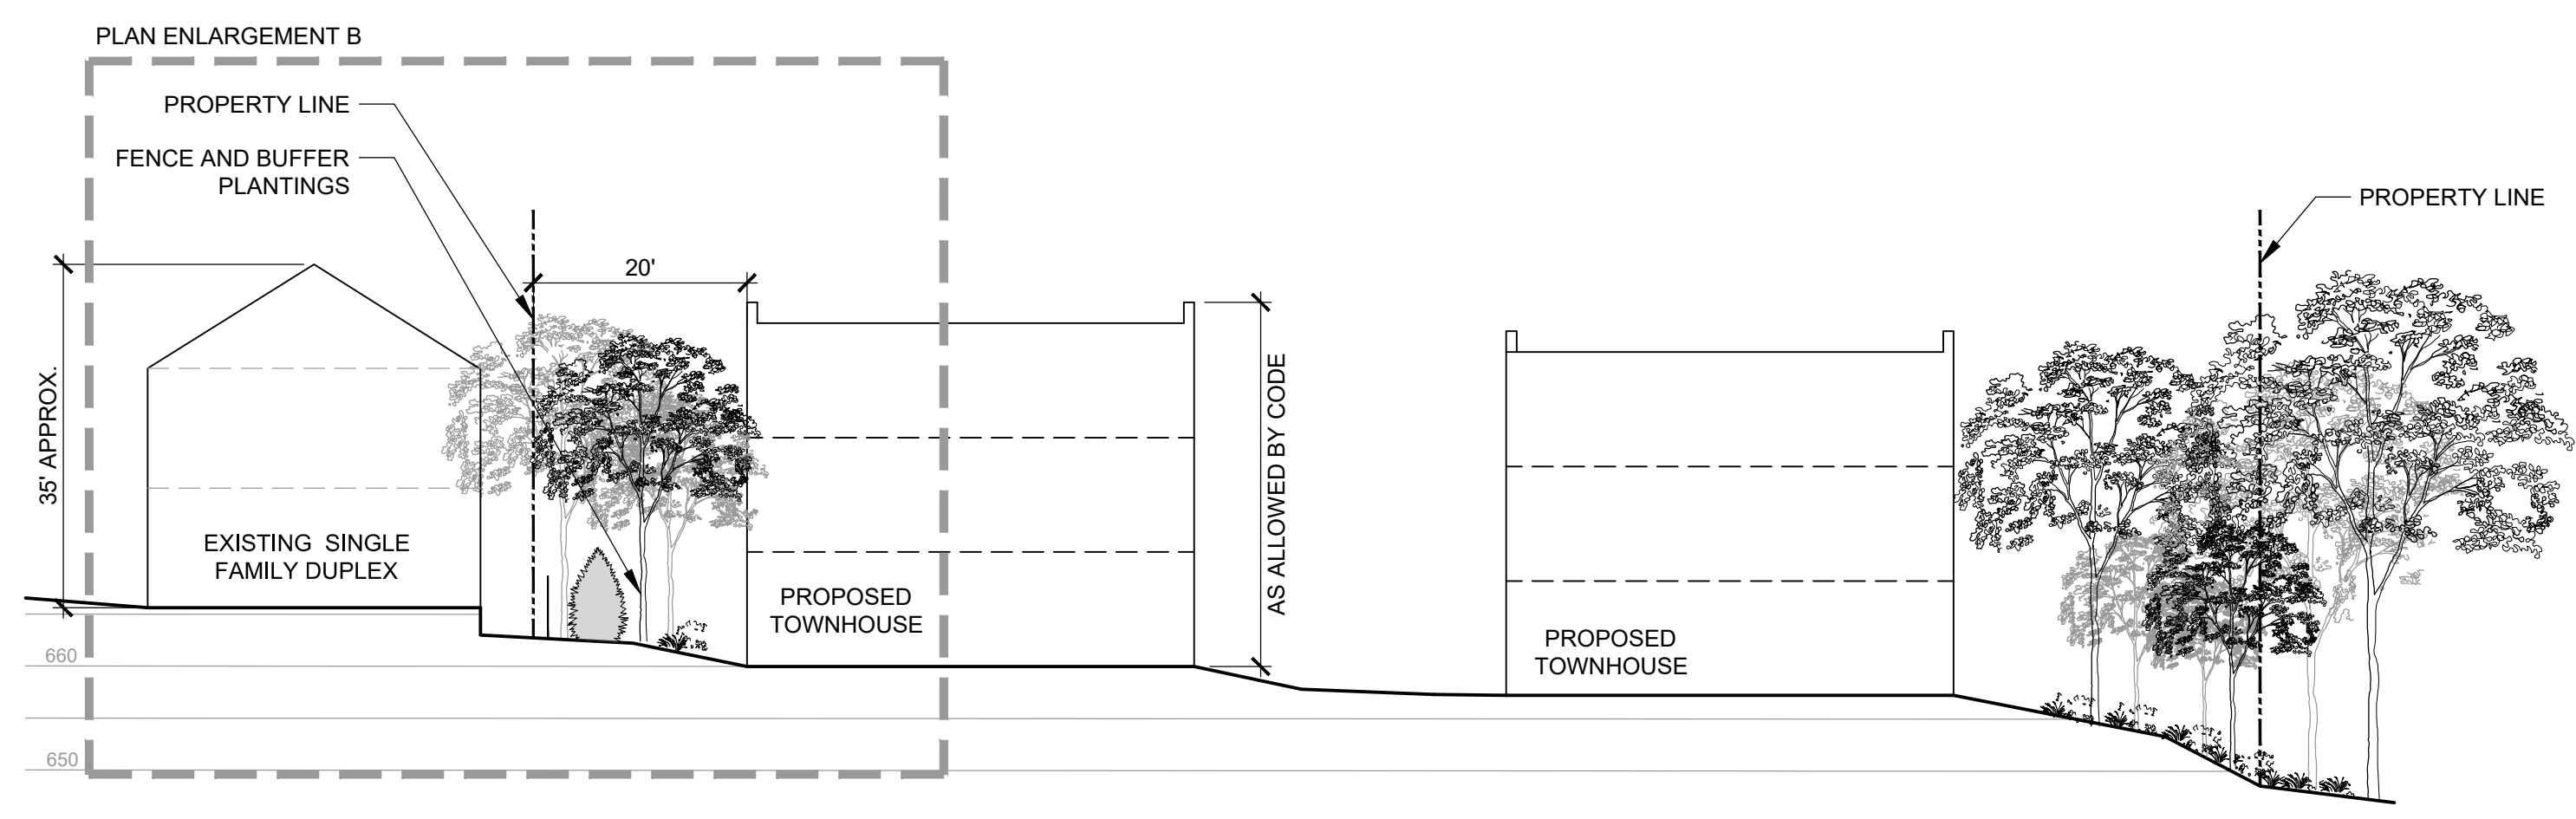 PLAN ENLARGEMENT B
PROPERTY LINE
FENCE AND BUFFER
PLANTINGS
PROPERTY LINE
20'
35' APPROX.
AS ALLOWED BY CODE
EXISTING SINGLE
FAMILY DUPLEX
PROPOSED
TOWNHOUSE
PROPOSED
TOWNHOUSE
660
650